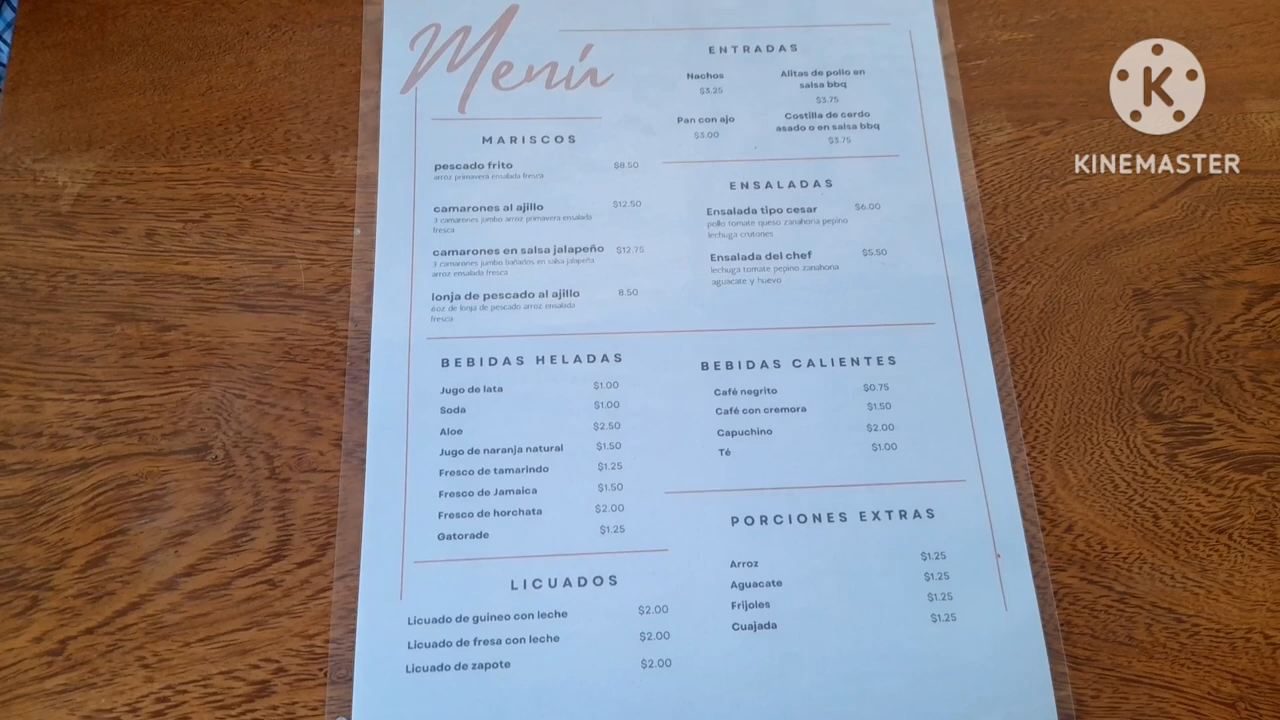 Menú
MARISCOS
pescado frito $8.50
arroz primavera ensalada fresca
camarones al ajillo $12.50
3 camarones jumbo arroz primavera ensalada
fresca
camarones en salsa jalapeño $12.75
3 camarones jumbo bañados en salsa jalapeña
arroz ensalada fresca
lonja de pescado al ajillo 8.50
6oz de lonja de pescado arroz ensalada
fresca
ENTRADAS
Nachos
$3.25
Alitas de pollo en
salsa bbq
$3.75
Pan con ajo
$3.00
Costilla de cerdo
asado o en salsa bbq
$3.75
ENSALADAS
Ensalada tipo cesar $6.00
pollo tomate queso zanahoria pepino
lechuga crutones
Ensalada del chef $5.50
lechuga tomate pepino zanahoria
aguacate y huevo
BEBIDAS HELADAS
Jugo de lata $1.00
Soda $1.00
Aloe $2.50
Jugo de naranja natural $1.50
Fresco de tamarindo $1.25
Fresco de Jamaica $1.50
Fresco de horchata $2.00
Gatorade $1.25
BEBIDAS CALIENTES
Café negrito $0.75
Café con cremora $1.50
Capuchino $2.00
Té $1.00
LICUADOS
Licuado de guineo con leche $2.00
Licuado de fresa con leche $2.00
Licuado de zapote $2.00
PORCIONES EXTRAS
Arroz $1.25
Aguacate $1.25
Frijoles $1.25
Cuajada $1.25
K
KINEMASTER